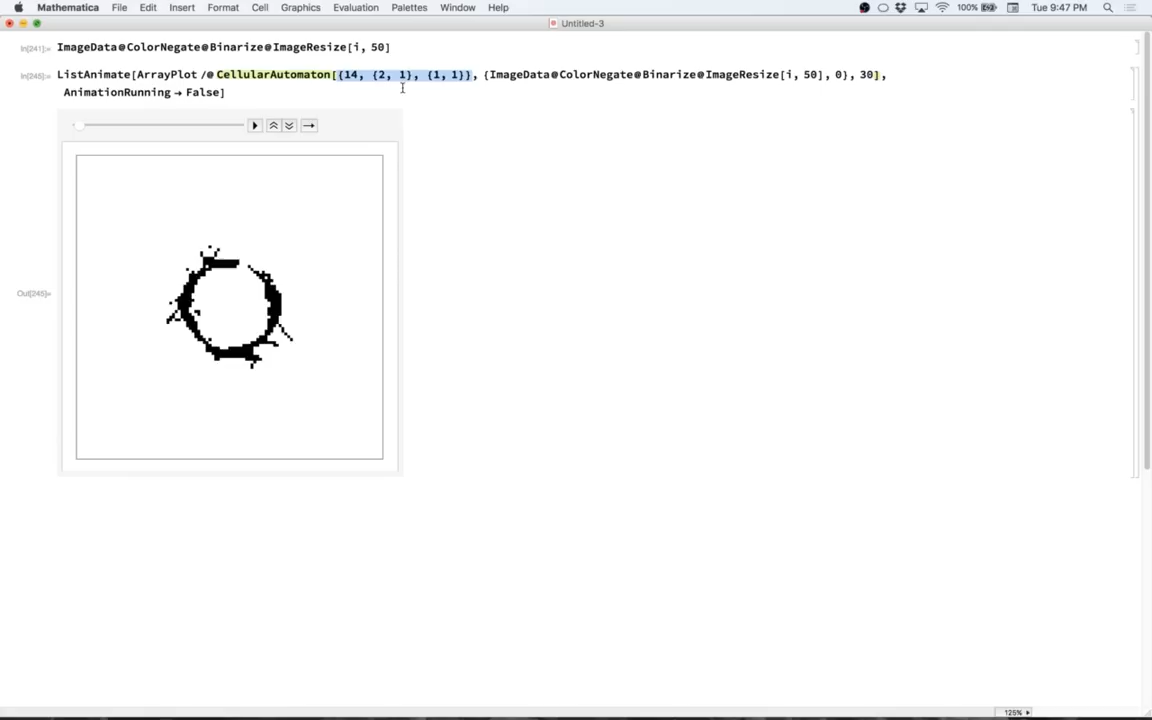 Mathematica File Edit Insert Format Cell Graphics Evaluation Palettes Window Help 100% Tue 9:47 PM
Untitled-3
In[241]:= ImageData@ColorNegate@Binarize@ImageResize[i, 50]
In[245]:= ListAnimate[ArrayPlot /@ CellularAutomaton[{14, {2, 1}, {1, 1}}, {ImageData@ColorNegate@Binarize@ImageResize[i, 50], 0}, 30],
AnimationRunning → False]
Out[245]=
125%